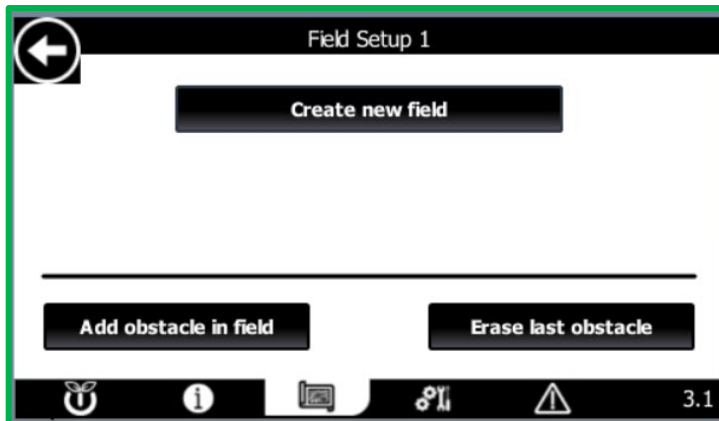 Field Setup 1
Create new field
Add obstacle in field
Erase last obstacle
3.1